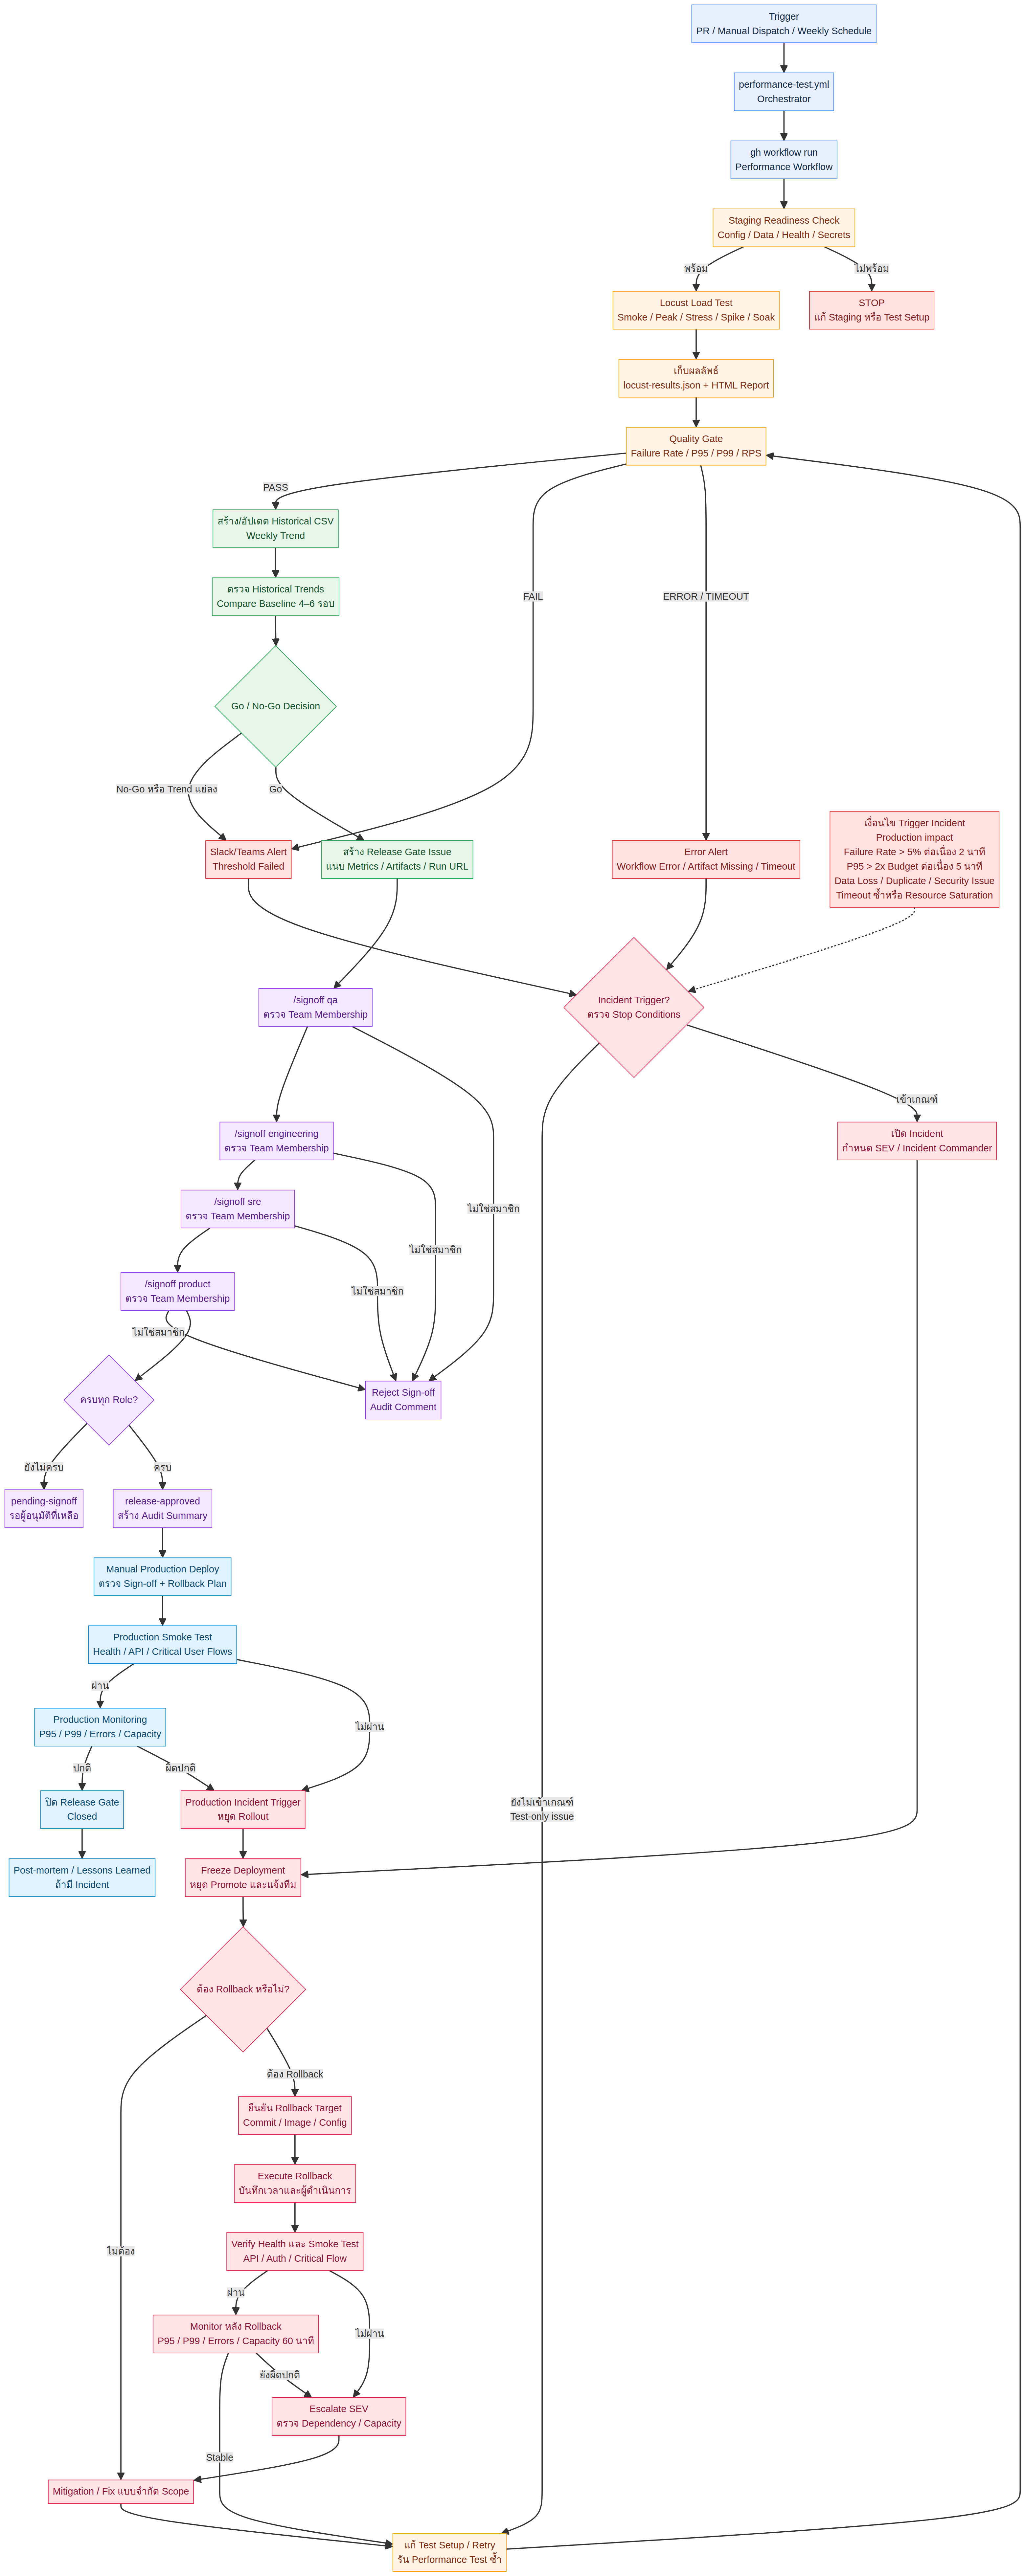 Trigger
PR / Manual Dispatch / Weekly Schedule
performance-test.yml
Orchestrator
gh workflow run
Performance Workflow
Staging Readiness Check
Config / Data / Health / Secrets
พร้อม
ไม่พร้อม
Locust Load Test
Smoke / Peak / Stress / Spike / Soak
STOP
แก้ Staging หรือ Test Setup
เก็บผลลัพธ์
locust-results.json + HTML Report
Quality Gate
Failure Rate / P95 / P99 / RPS
PASS
สร้าง/อัปเดต Historical CSV
Weekly Trend
ตรวจ Historical Trends
Compare Baseline 4–6 รอบ
FAIL
ERROR / TIMEOUT
Go / No-Go Decision
No-Go หรือ Trend แย่ลง
Go
Slack/Teams Alert
Threshold Failed
สร้าง Release Gate Issue
แนบ Metrics / Artifacts / Run URL
Error Alert
Workflow Error / Artifact Missing / Timeout
เงื่อนไข Trigger Incident
Production impact
Failure Rate > 5% ต่อเนื่อง 2 นาที
P95 > 2x Budget ต่อเนื่อง 5 นาที
Data Loss / Duplicate / Security Issue
Timeout ซ้ำหรือ Resource Saturation
/signoff qa
ตรวจ Team Membership
Incident Trigger?
ตรวจ Stop Conditions
เข้าเกณฑ์
/signoff engineering
ตรวจ Team Membership
เปิด Incident
กำหนด SEV / Incident Commander
/signoff sre
ตรวจ Team Membership
ไม่ใช่สมาชิก
ไม่ใช่สมาชิก
ไม่ใช่สมาชิก
/signoff product
ตรวจ Team Membership
ไม่ใช่สมาชิก
ครบทุก Role?
Reject Sign-off
Audit Comment
ยังไม่ครบ
ครบ
pending-signoff
รอผู้อนุมัติที่เหลือ
release-approved
สร้าง Audit Summary
Manual Production Deploy
ตรวจ Sign-off + Rollback Plan
Production Smoke Test
Health / API / Critical User Flows
ผ่าน
ไม่ผ่าน
Production Monitoring
P95 / P99 / Errors / Capacity
ปกติ
ผิดปกติ
ปิด Release Gate
Closed
Production Incident Trigger
หยุด Rollout
ยังไม่เข้าเกณฑ์
Test-only issue
Post-mortem / Lessons Learned
ถ้ามี Incident
Freeze Deployment
หยุด Promote และแจ้งทีม
ต้อง Rollback หรือไม่?
ต้อง Rollback
ยืนยัน Rollback Target
Commit / Image / Config
Execute Rollback
บันทึกเวลาและผู้ดำเนินการ
ไม่ต้อง
Verify Health และ Smoke Test
API / Auth / Critical Flow
ผ่าน
ไม่ผ่าน
Monitor หลัง Rollback
P95 / P99 / Errors / Capacity 60 นาที
ยังผิดปกติ
Escalate SEV
ตรวจ Dependency / Capacity
Stable
Mitigation / Fix แบบจำกัด Scope
แก้ Test Setup / Retry
รัน Performance Test ซ้ำ